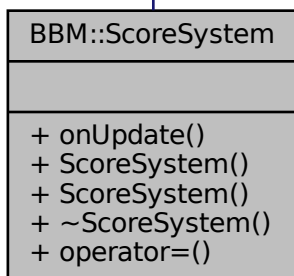 BBM::ScoreSystem
+ onUpdate()
+ ScoreSystem()
+ ScoreSystem()
+ ~ScoreSystem()
+ operator=()